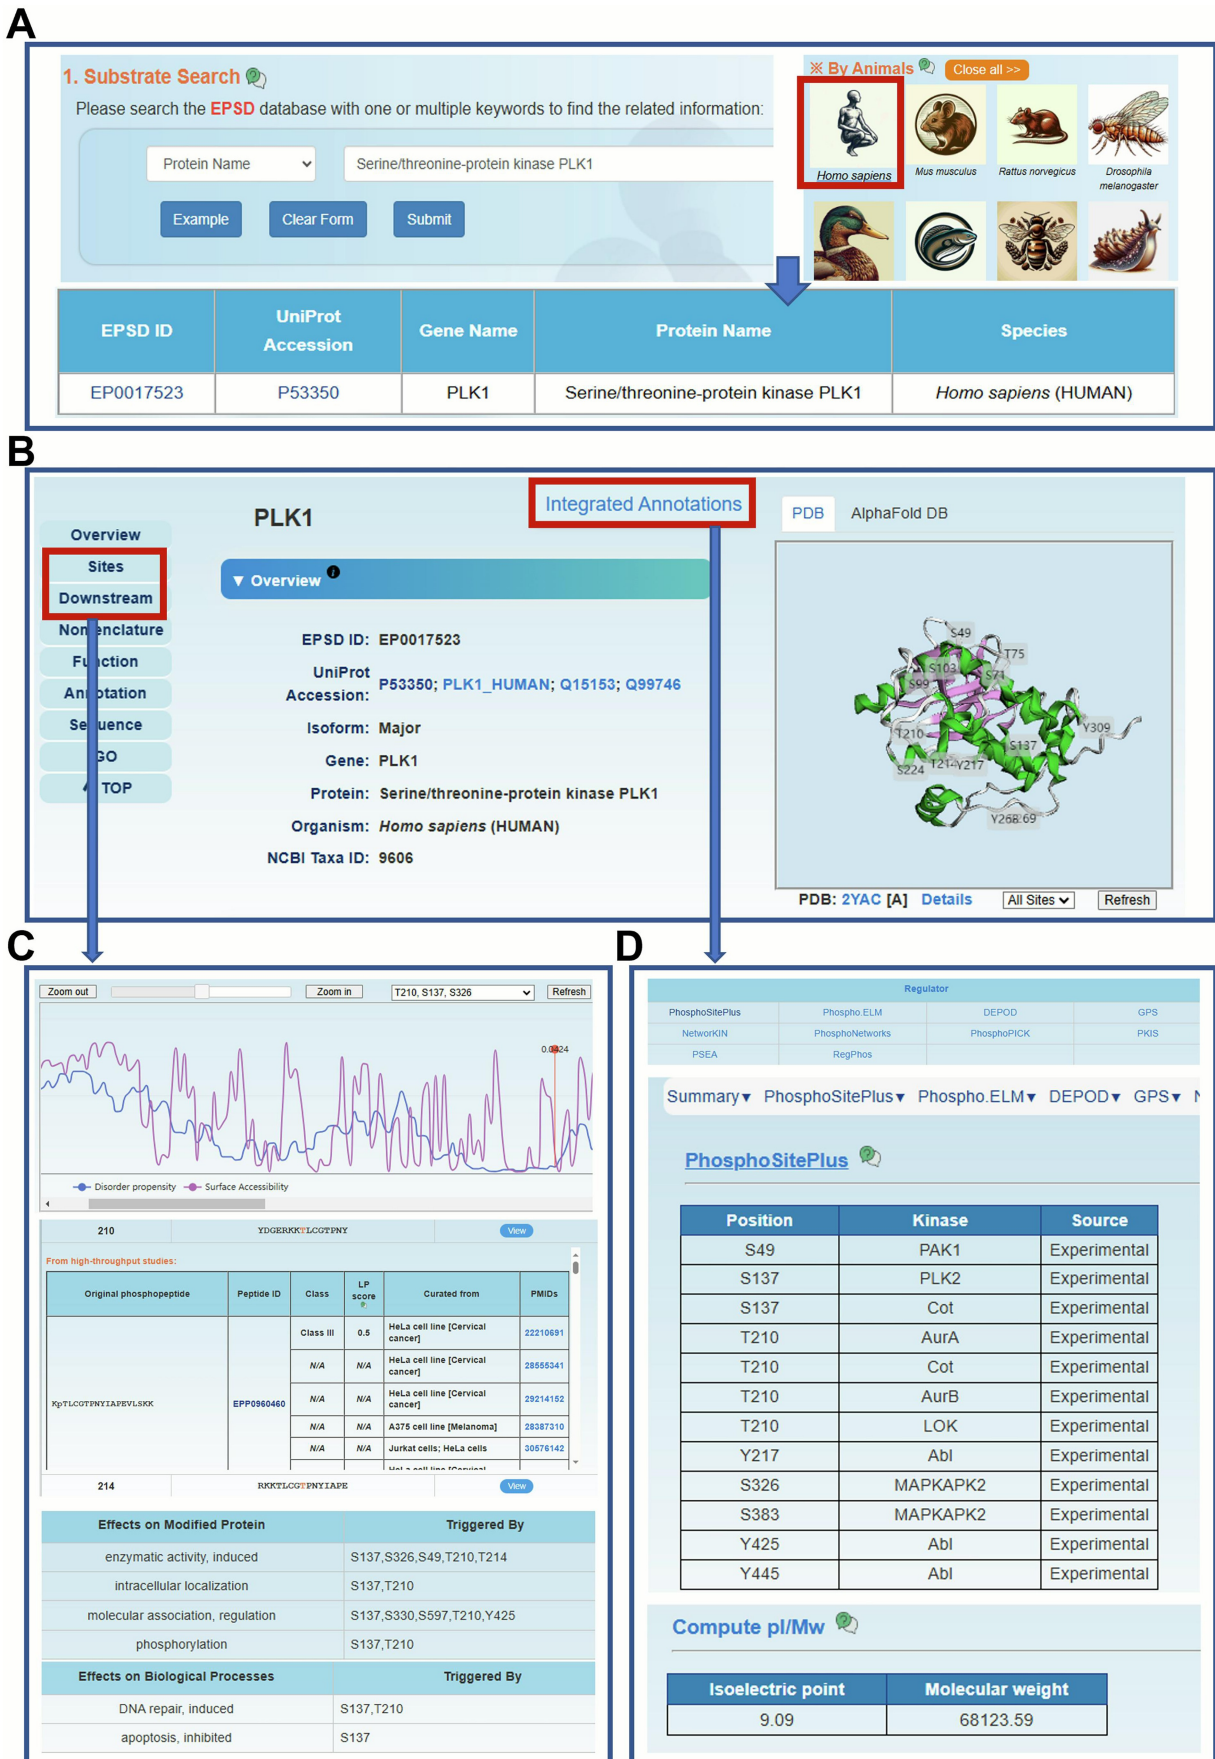 A
1. Substrate Search
Please search the EPSD database with one or multiple keywords to find the related information:
Protein Name
Serine/threonine-protein kinase PLK1
Example
Clear Form
Submit
※ By Animals
Close all >>
Homo sapiens
Mus musculus
Rattus norvegicus
Drosophila
melanogaster
EPSD ID
UniProt
Accession
Gene Name
Protein Name
Species
EP0017523
P53350
PLK1
Serine/threonine-protein kinase PLK1
Homo sapiens (HUMAN)
B
Overview
Sites
Downstream
Nomenclature
Function
Annotation
Sequence
GO
TOP
PLK1
Integrated Annotations
▼ Overview
EPSD ID: EP0017523
UniProt
Accession: P53350; PLK1_HUMAN; Q15153; Q99746
Isoform: Major
Gene: PLK1
Protein: Serine/threonine-protein kinase PLK1
Organism: Homo sapiens (HUMAN)
NCBI Taxa ID: 9606
PDB
AlphaFold DB
S49
T75
S103
S71
S99
T210
Y309
S137
S224
Y217
PDB: 2YAC [A] Details
All Sites
Refresh
C
Zoom out
Zoom in
T210, S137, S326
Refresh
0.0424
Disorder propensity
Surface Accessibility
210 YDGERKKTLCGTPNY View
From high-throughput studies:
Original phosphopeptide
Peptide ID
Class
LP
score
Curated from
PMIDs
KpTLCGTPNYIAPEVLSKK
EPP0960460
Class III 0.5 HeLa cell line [Cervical
cancer] 22210691
N/A N/A HeLa cell line [Cervical
cancer] 28555341
N/A N/A HeLa cell line [Cervical
cancer] 29214152
N/A N/A A375 cell line [Melanoma] 28387310
N/A N/A Jurkat cells; HeLa cells 30576142
HeLa cell line [Cervical
214 RKKTLCGTPNYIAPE View
Effects on Modified Protein Triggered By
enzymatic activity, induced S137,S326,S49,T210,T214
intracellular localization S137,T210
molecular association, regulation S137,S330,S597,T210,Y425
phosphorylation S137,T210
Effects on Biological Processes Triggered By
DNA repair, induced S137,T210
apoptosis, inhibited S137
D
Regulator
PhosphoSitePlus Phospho.ELM DEPOD GPS
NetworKIN PhosphoNetworks PhosphoPICK PKIS
PSEA RegPhos
Summary▾ PhosphoSitePlus▾ Phospho.ELM▾ DEPOD▾ GPS▾
PhosphoSitePlus
Position Kinase Source
S49 PAK1 Experimental
S137 PLK2 Experimental
S137 Cot Experimental
T210 AurA Experimental
T210 Cot Experimental
T210 AurB Experimental
T210 LOK Experimental
Y217 Abl Experimental
S326 MAPKAPK2 Experimental
S383 MAPKAPK2 Experimental
Y425 Abl Experimental
Y445 Abl Experimental
Compute pI/Mw
Isoelectric point Molecular weight
9.09 68123.59